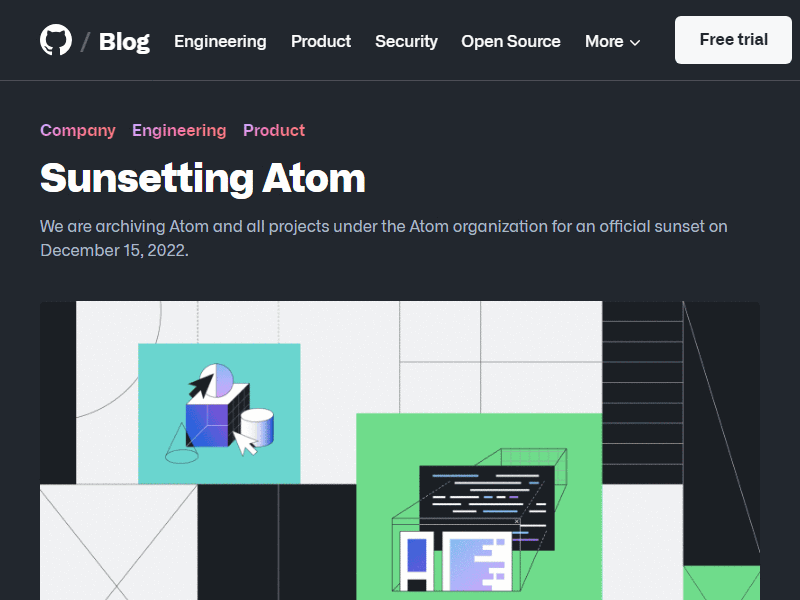 / Blog Engineering Product Security Open Source More Free trial
Company Engineering Product
Sunsetting Atom
We are archiving Atom and all projects under the Atom organization for an official sunset on
December 15, 2022.